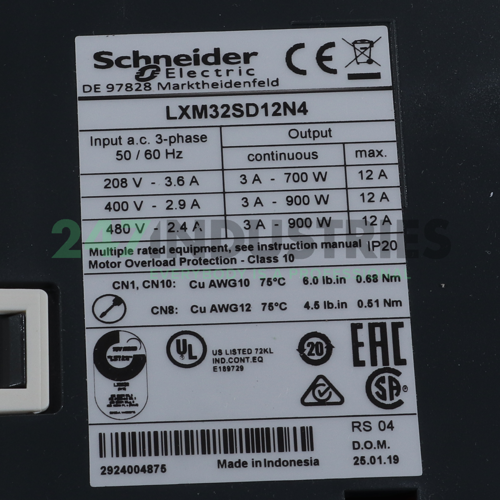 Schneider
Electric
DE 97828 Marktheidenfeld
LXM32SD12N4
Input a.c. 3-phase
50 / 60 Hz
Output
continuous max.
208 V - 3.6 A 3 A - 700 W 12 A
400 V - 2.9 A 3 A - 900 W 12 A
480 V - 2.4 A 3 A - 900 W 12 A
247INDUSTRIES
Multiple rated equipment, see instruction manual IP20
Motor Overload Protection - Class 10
CN1, CN10: Cu AWG10 75°C 6.0 lb.in 0.68 Nm
CN8: Cu AWG12 75°C 4.5 lb.in 0.51 Nm
UL
US LISTED 72KL
IND.CONT.EQ
E189729
20
EAC
RS 04
D.O.M.
25.01.19
2924004875
Made in Indonesia